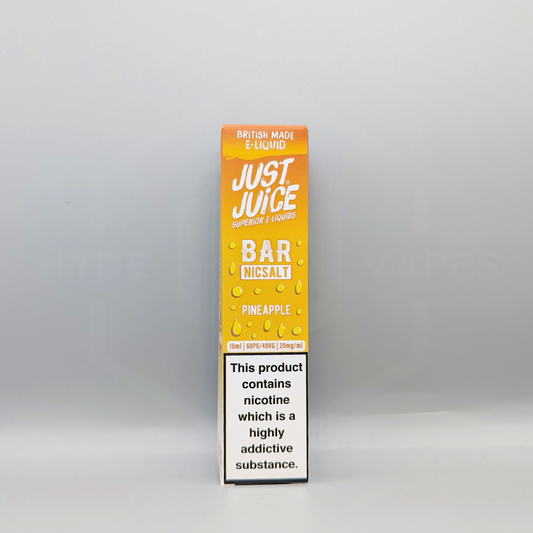 BRITISH MADE
E-LIQUID
JUST
JUICE
SUPERIOR E-LIQUIDS
BAR
NICSALT
PINEAPPLE
10ml | 60PG/40VG | 20mg/ml
This product
contains
nicotine
which is a
highly
addictive
substance.